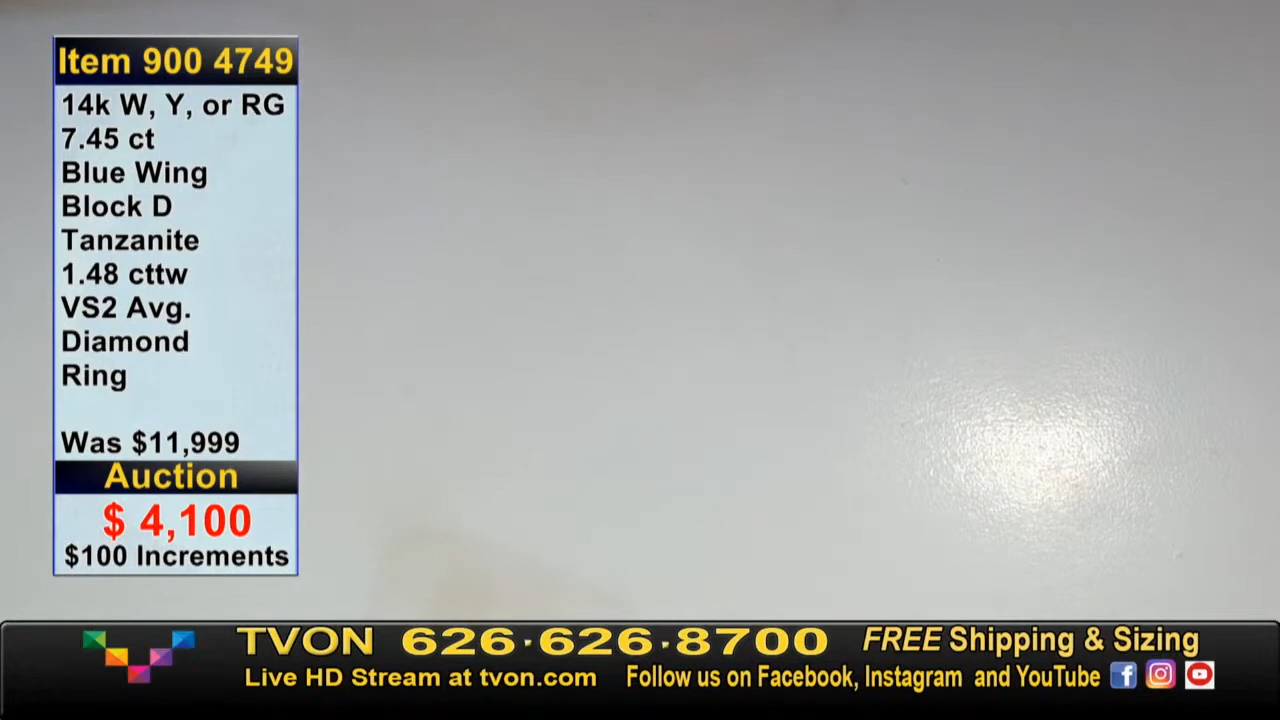 Item 900 4749
14k W, Y, or RG
7.45 ct
Blue Wing
Block D
Tanzanite
1.48 cttw
VS2 Avg.
Diamond
Ring
Was $11,999
Auction
$ 4,100
$100 Increments
TVON 626·626·8700 FREE Shipping & Sizing
Live HD Stream at tvon.com Follow us on Facebook, Instagram and YouTube